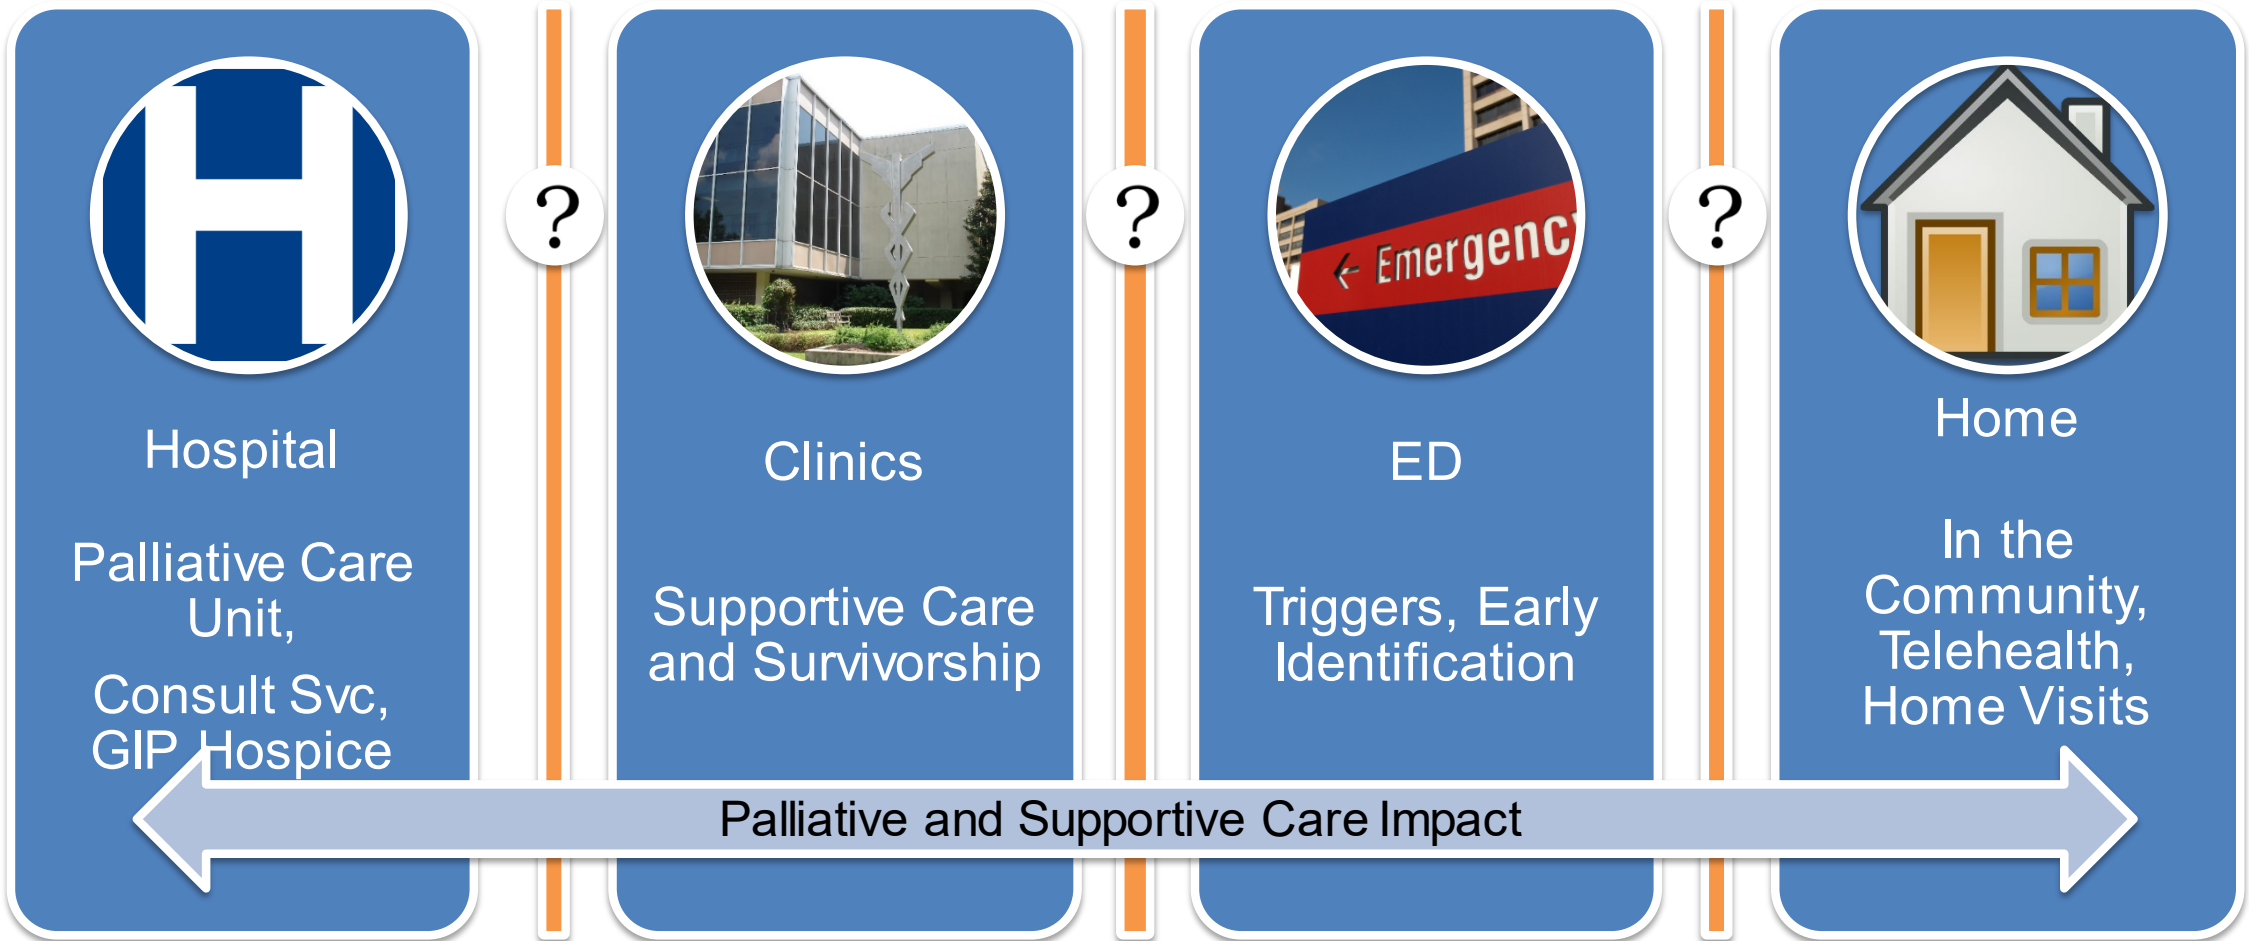 H
?
?
← Emergenc
?
Hospital
Palliative Care
Unit,
Consult Svc,
GIP Hospice
Clinics
Supportive Care
and Survivorship
ED
Triggers, Early
Identification
Home
In the
Community,
Telehealth,
Home Visits
Palliative and Supportive Care Impact